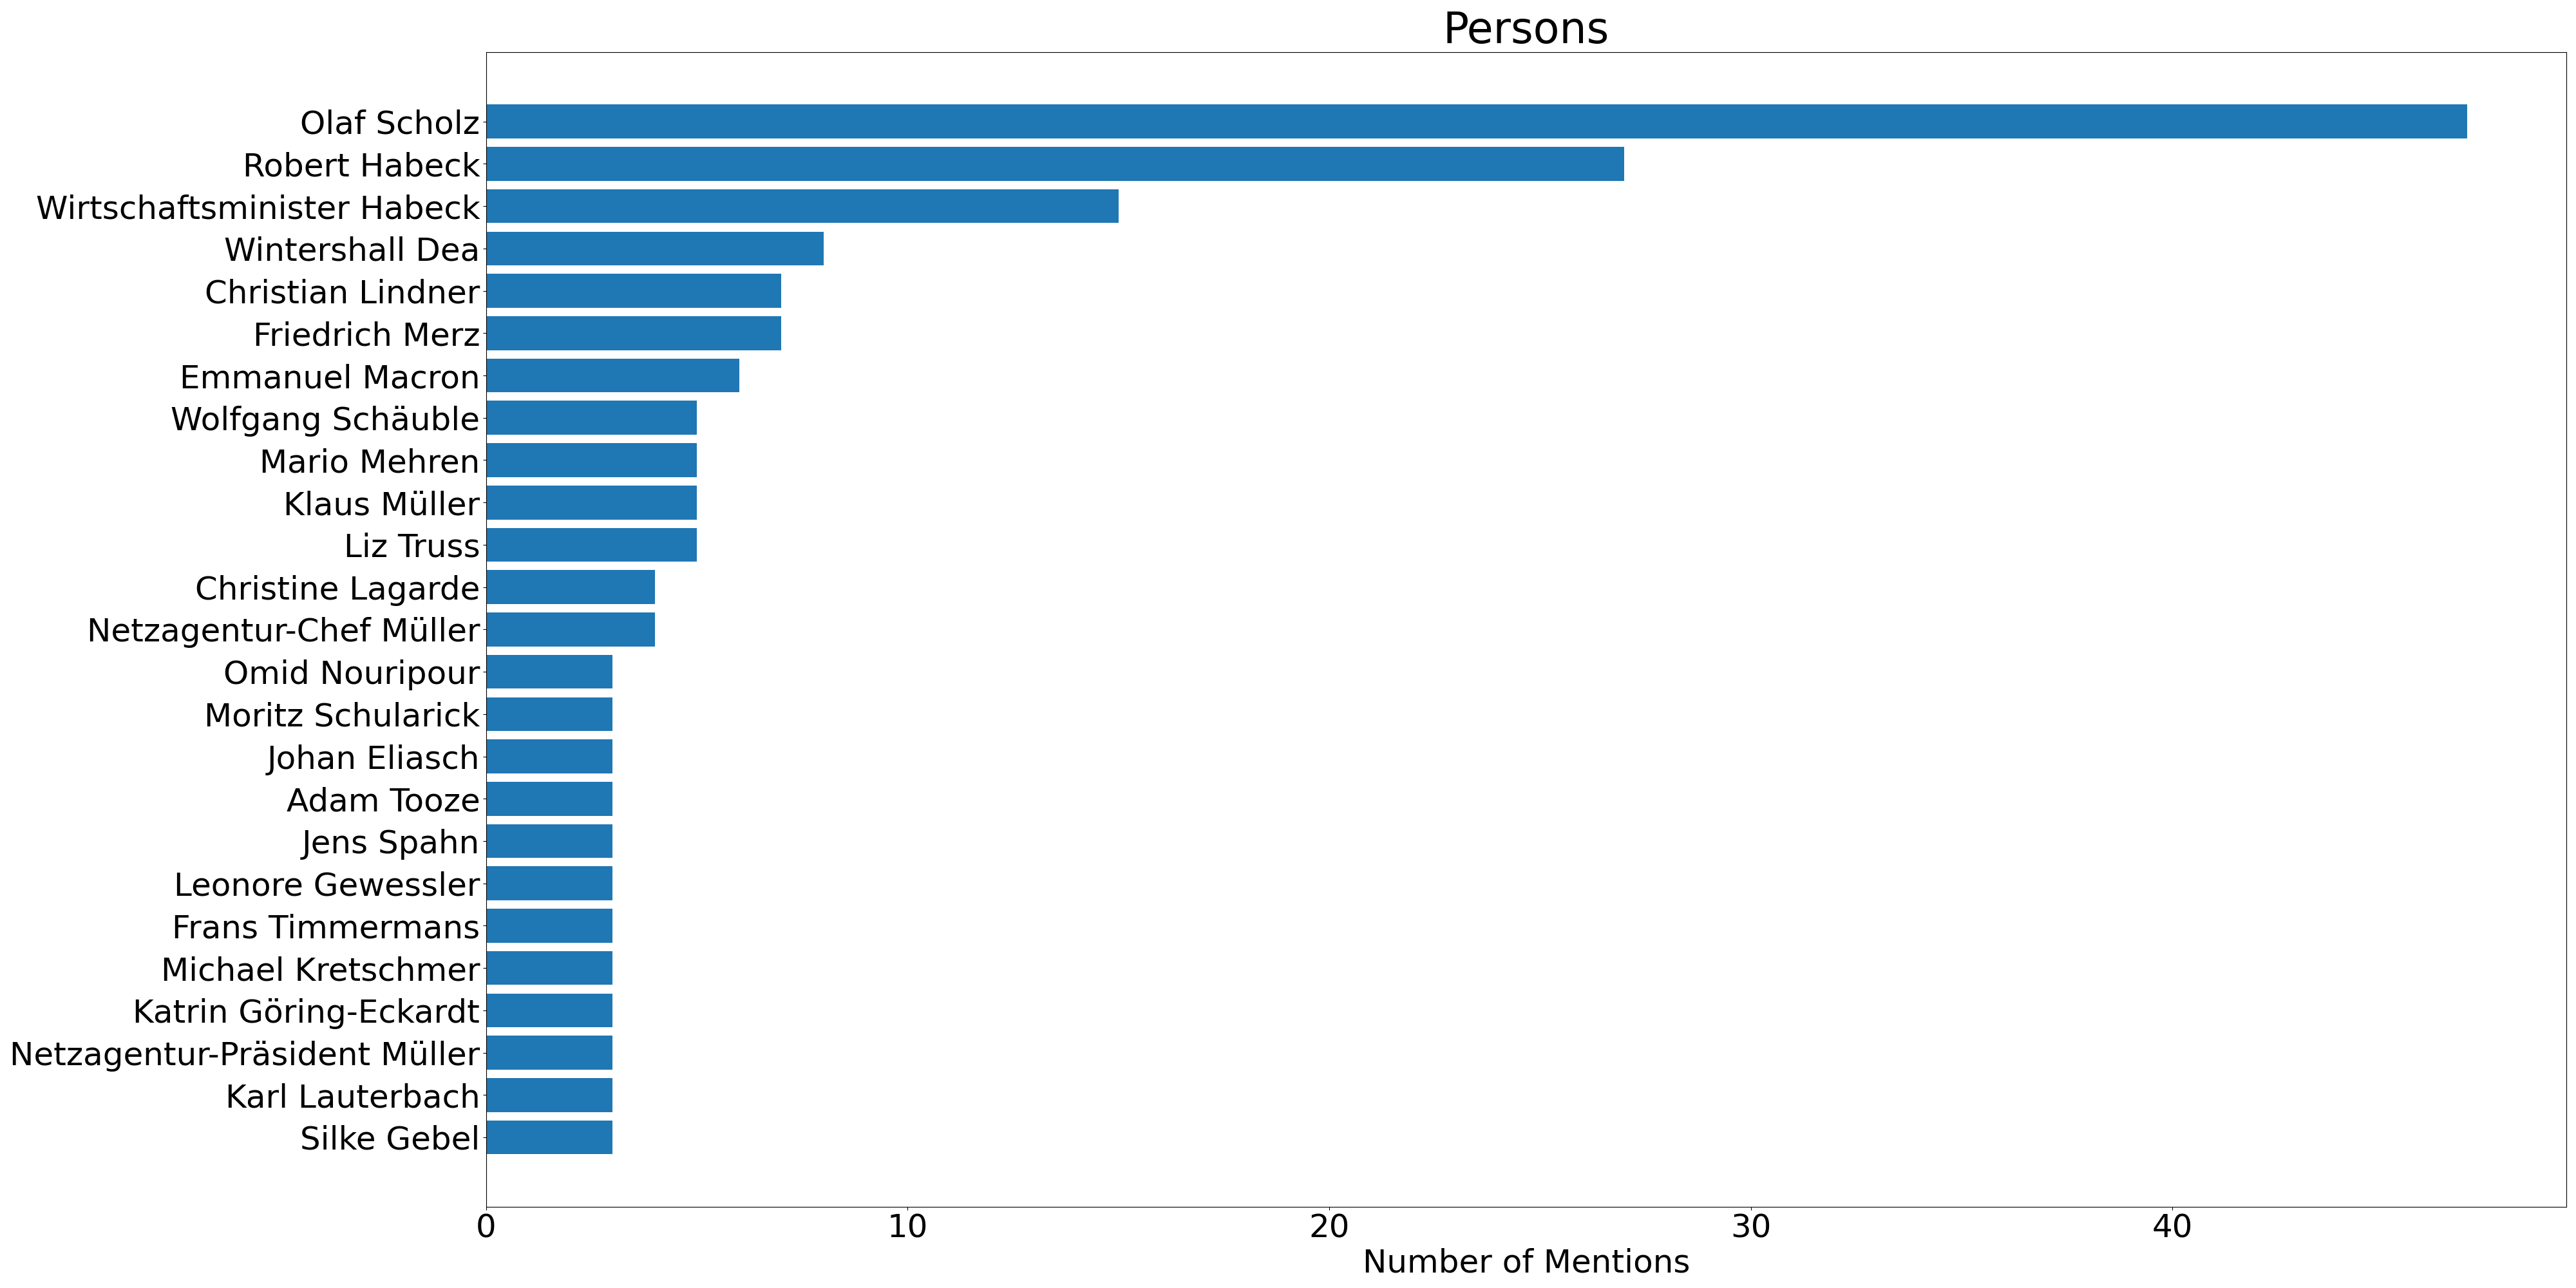 Persons
Olaf Scholz
Robert Habeck
Wirtschaftsminister Habeck
Wintershall Dea
Christian Lindner
Friedrich Merz
Emmanuel Macron
Wolfgang Schäuble
Mario Mehren
Klaus Müller
Liz Truss
Christine Lagarde
Netzagentur-Chef Müller
Omid Nouripour
Moritz Schularick
Johan Eliasch
Adam Tooze
Jens Spahn
Leonore Gewessler
Frans Timmermans
Michael Kretschmer
Katrin Göring-Eckardt
Netzagentur-Präsident Müller
Karl Lauterbach
Silke Gebel
0 10 20 30 40
Number of Mentions